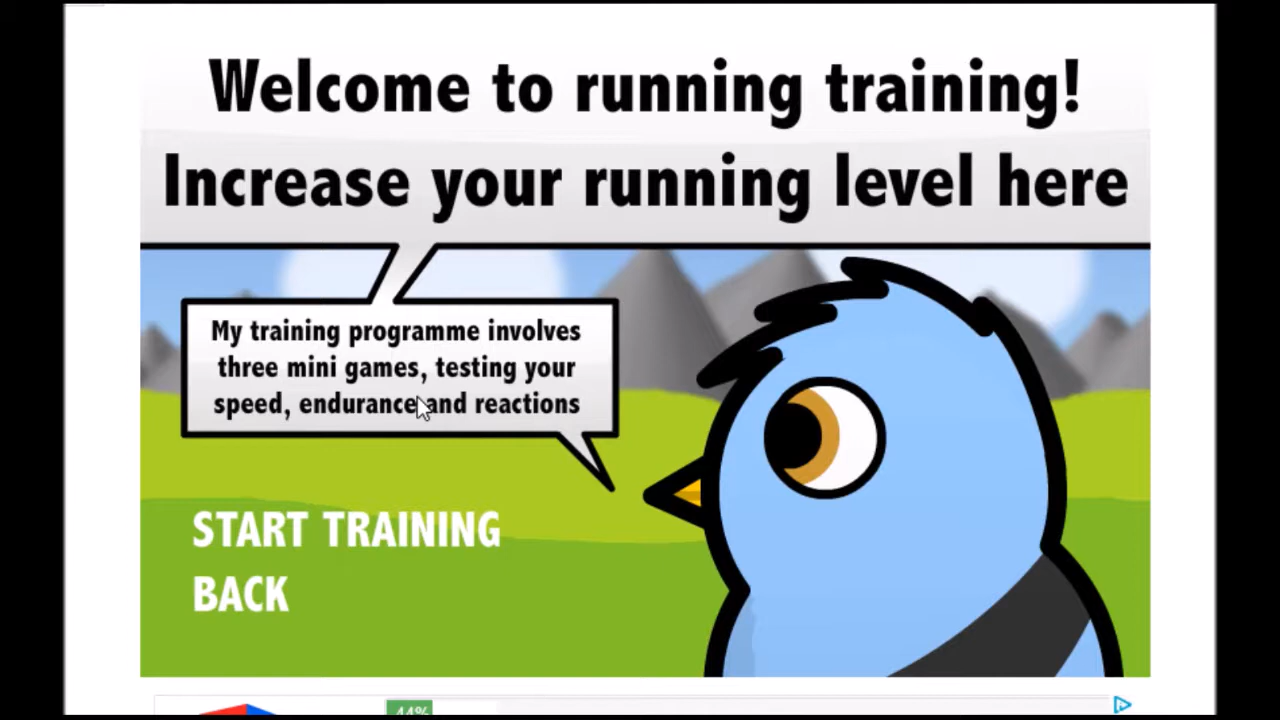 Welcome to running training!
Increase your running level here
My training programme involves
three mini games, testing your
speed, endurance and reactions
START TRAINING
BACK
44%